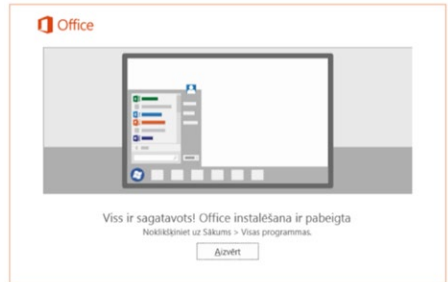 Office
Viss ir sagatavots! Office instalēšana ir pabeigta
Noklikšķiniet uz Sākums > Visas programmas.
Aizvērt